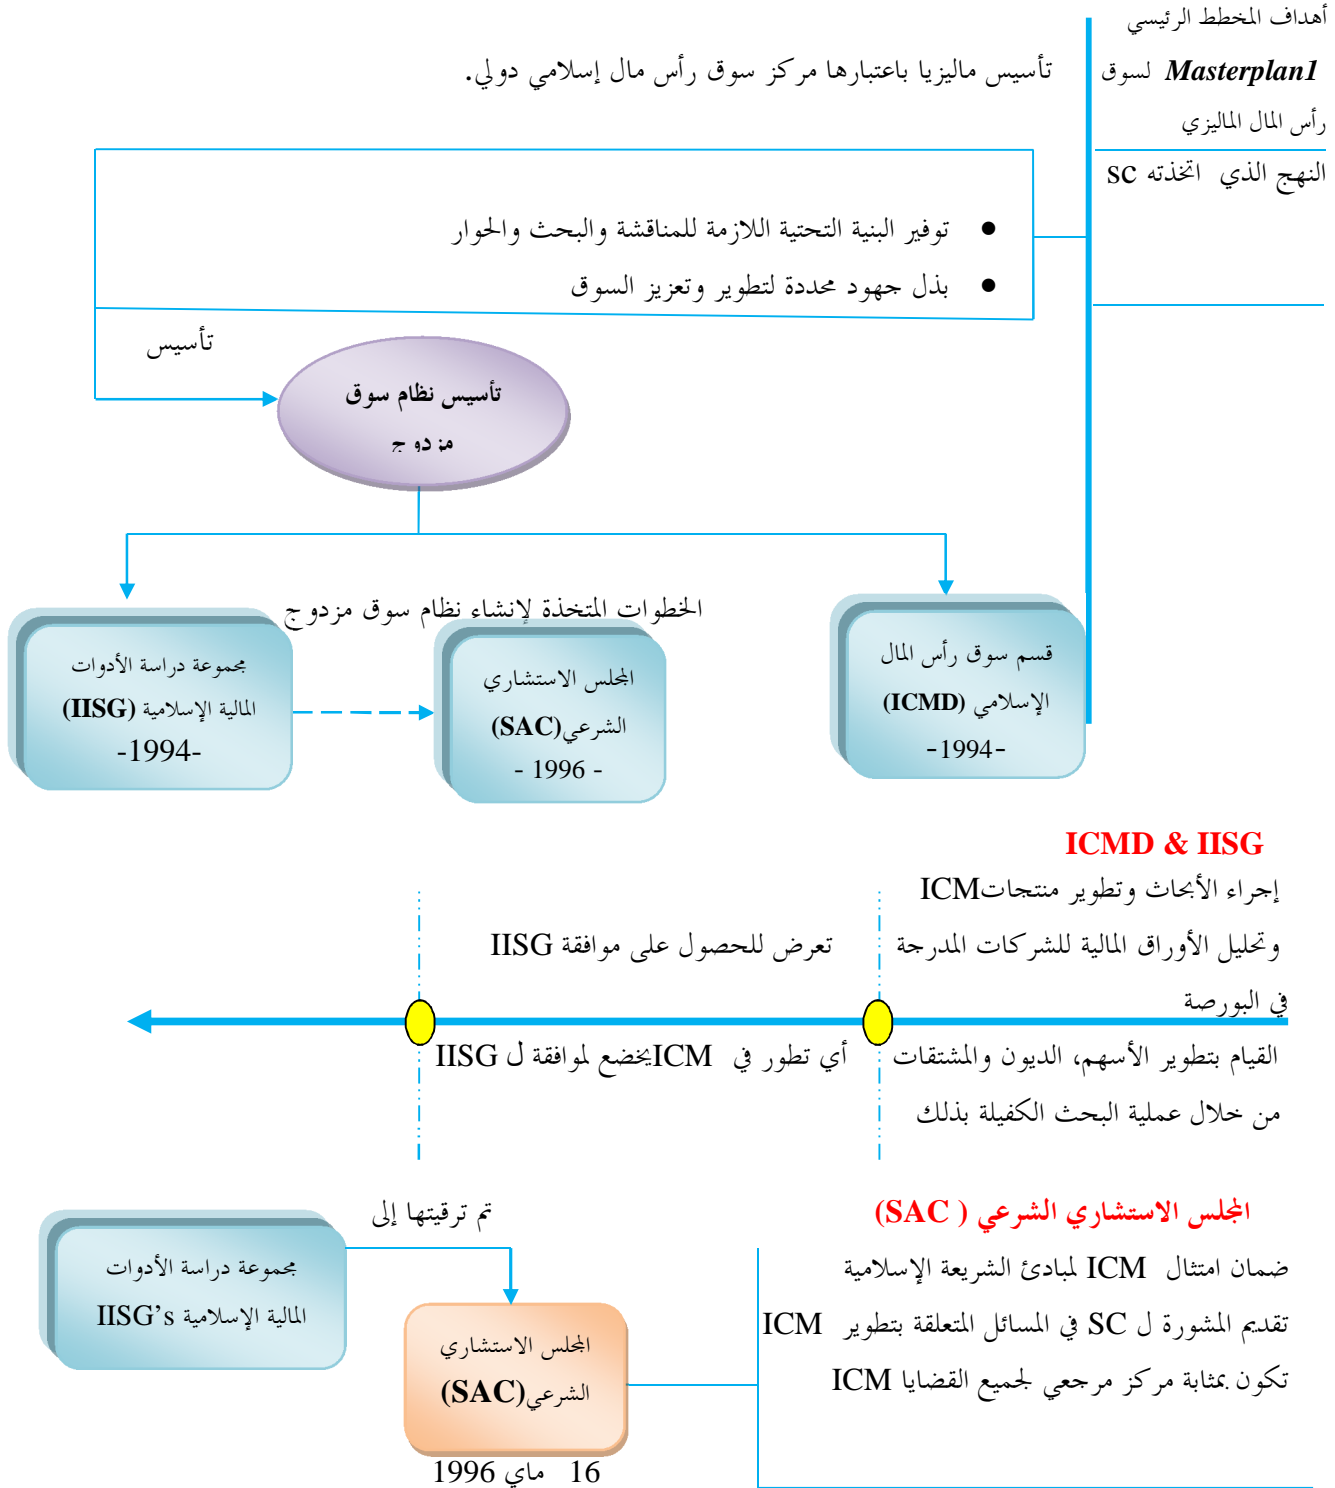 أهداف المخطط الرئيسي
Masterplan1 لسوق
رأس المال الماليزي
تأسيس ماليزيا باعتبارها مركز سوق رأس مال إسلامي دولي.
النهج الذي اتخذته sc
● توفير البنية التحتية اللازمة للمناقشة والبحث والحوار
● بذل جهود محددة لتطوير وتعزيز السوق
تأسيس
تأسيس نظام سوق
مزدوج
الخطوات المتخذة لإنشاء نظام سوق مزدوج
قسم سوق رأس المال
الإسلامي (ICMD)
-1994-
المجلس الاستشاري
الشرعي(SAC)
- 1996 -
مجموعة دراسة الأدوات
المالية الإسلامية (IISG)
-1994-
ICMD & IISG
إجراء الأبحاث وتطوير منتجاتICM
وتحليل الأوراق المالية للشركات المدرجة
في البورصة
تعرض للحصول على موافقة IISG
القيام بتطوير الأسهم، الديون والمشتقات
من خلال عملية البحث الكفيلة بذلك
أي تطور في ICMيخضع لموافقة ل IISG
المجلس الاستشاري الشرعي ( SAC)
ضمان امتثال ICM لمبادئ الشريعة الإسلامية
تقديم المشورة ل SC في المسائل المتعلقة بتطوير ICM
تكون بمثابة مركز مرجعي لجميع القضايا ICM
تم ترقيتها إلى
مجموعة دراسة الأدوات
المالية الإسلامية IISG's
المجلس الاستشاري
الشرعي(SAC)
16 ماي 1996